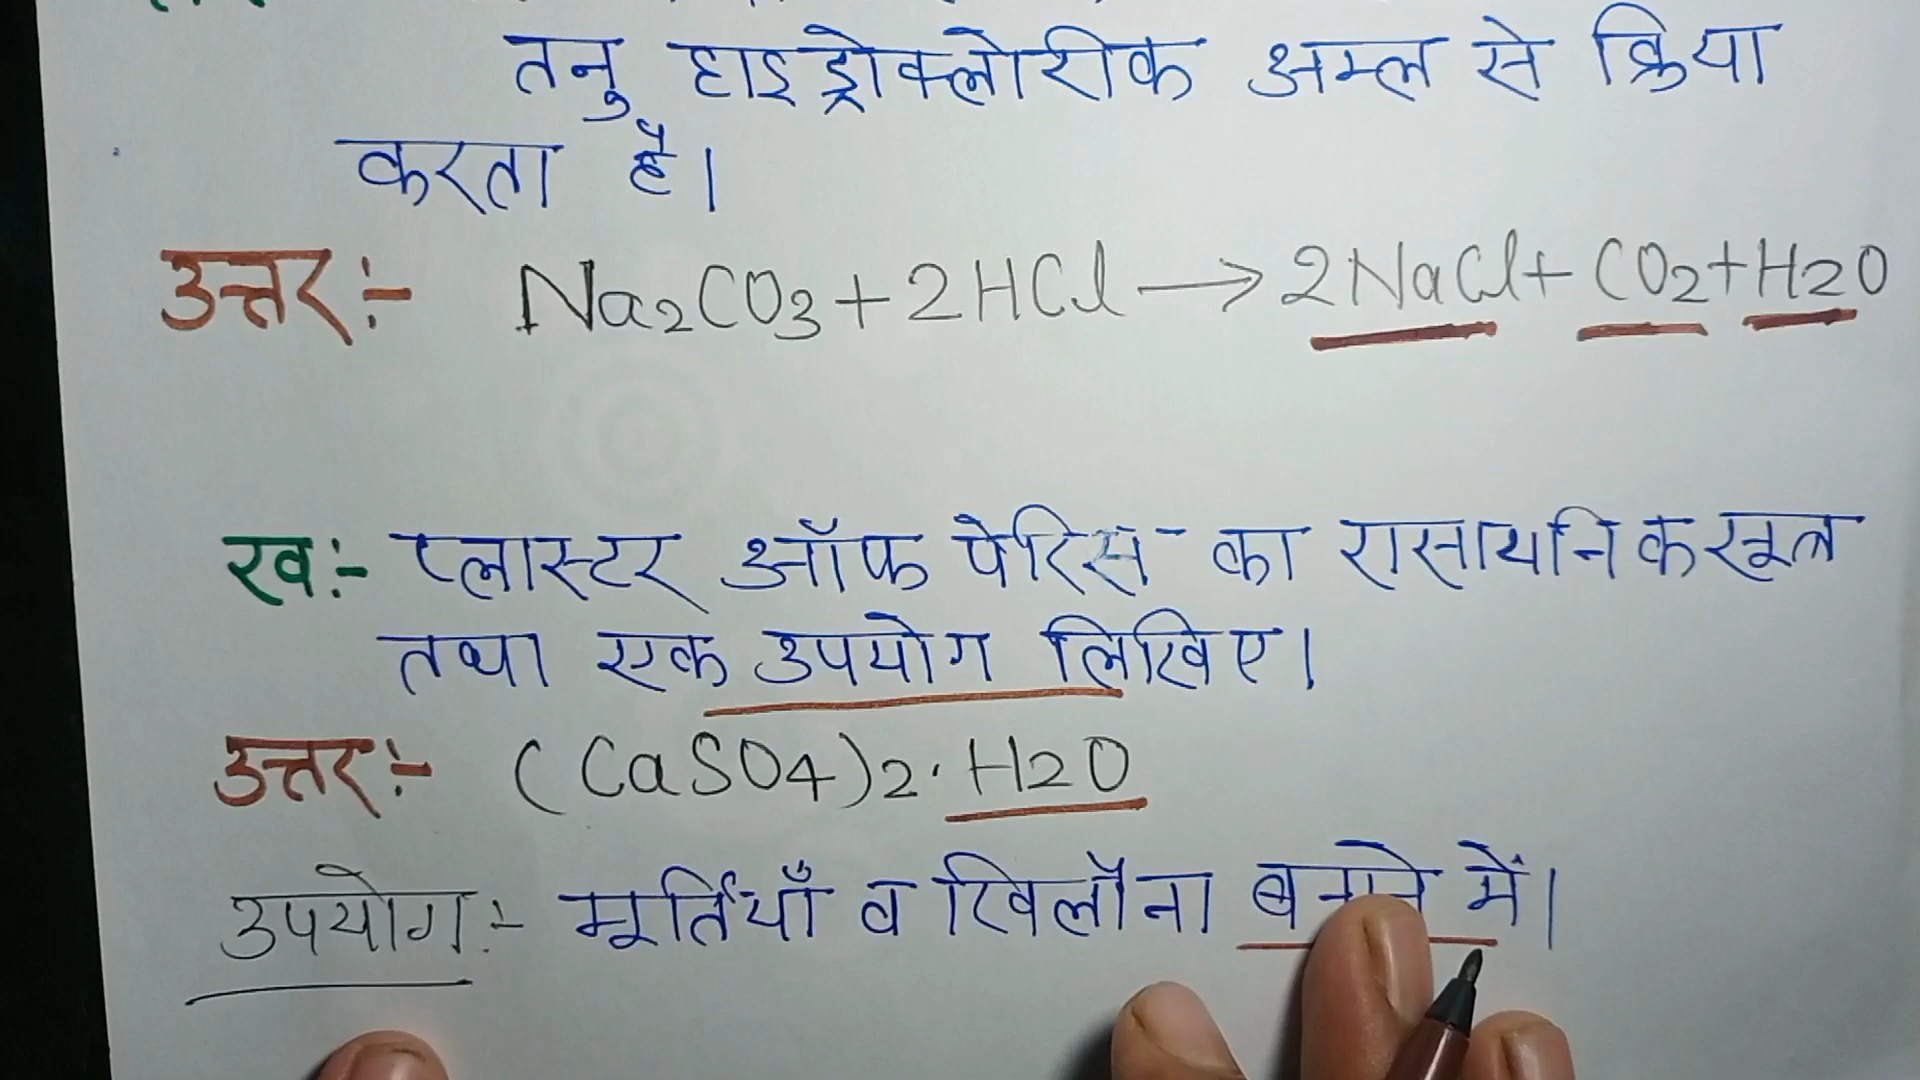 तनु हाइड्रोक्लोरीक अम्ल से क्रिया
करता है।
उत्तर:- Na2CO3+2HCl→2NaCl+CO2+H2O
ख:- प्लास्टर ऑफ पेरिस का रासायनिक सूत्र
तथा एक उपयोग लिखिए।
उत्तर:- (CaSO4)2·H2O
उपयोग:- मूर्तियाँ व खिलौना बनाने में।